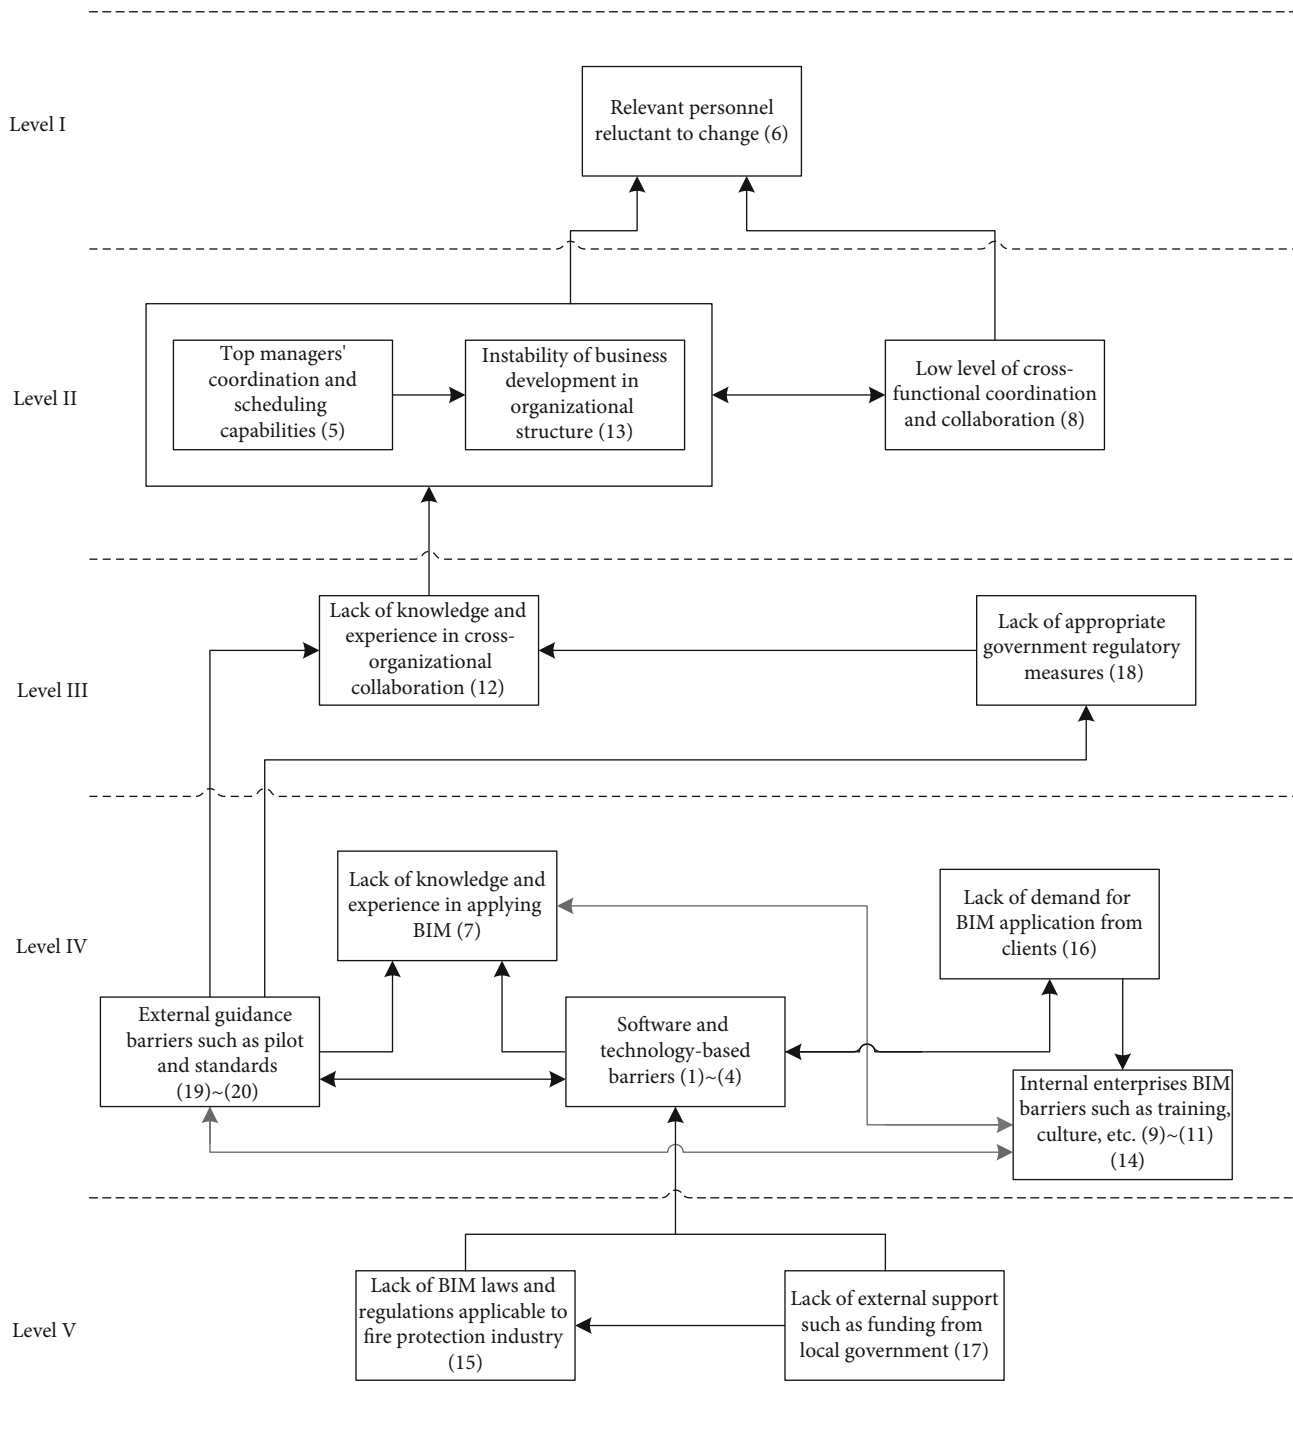 Level I
Relevant personnel
reluctant to change (6)
Level II
Top managers'
coordination and
scheduling
capabilities (5)
Instability of business
development in
organizational
structure (13)
Low level of cross-
functional coordination
and collaboration (8)
Level III
Lack of knowledge and
experience in cross-
organizational
collaboration (12)
Lack of appropriate
government regulatory
measures (18)
Level IV
Lack of knowledge and
experience in applying
BIM (7)
Lack of demand for
BIM application from
clients (16)
External guidance
barriers such as pilot
and standards
(19)~(20)
Software and
technology-based
barriers (1)~(4)
Internal enterprises BIM
barriers such as training,
culture, etc. (9)~(11)
(14)
Level V
Lack of BIM laws and
regulations applicable to
fire protection industry
(15)
Lack of external support
such as funding from
local government (17)